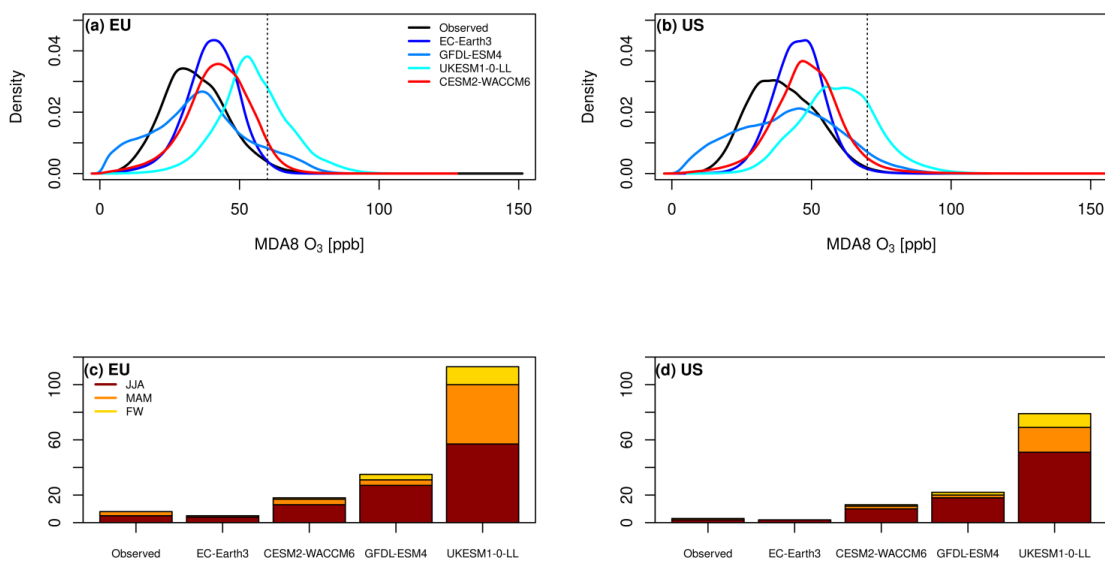 (a) EU
Observed
EC-Earth3
GFDL-ESM4
UKESM1-0-LL
CESM2-WACCM6
Density
0.00 0.02 0.04
0 50 100 150
MDA8 O₃ [ppb]
(b) US
Density
0.00 0.02 0.04
0 50 100 150
MDA8 O₃ [ppb]
(c) EU
JJA
MAM
FW
0 20 60 100
Observed EC-Earth3 CESM2-WACCM6 GFDL-ESM4 UKESM1-0-LL
(d) US
0 20 60 100
Observed EC-Earth3 CESM2-WACCM6 GFDL-ESM4 UKESM1-0-LL